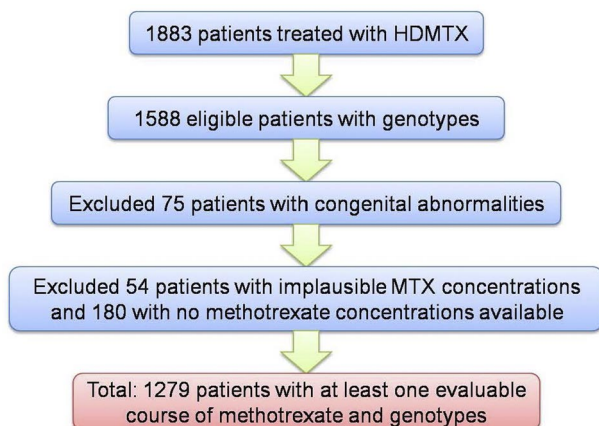 1883 patients treated with HDMTX
1588 eligible patients with genotypes
Excluded 75 patients with congenital abnormalities
Excluded 54 patients with implausible MTX concentrations
and 180 with no methotrexate concentrations available
Total: 1279 patients with at least one evaluable
course of methotrexate and genotypes